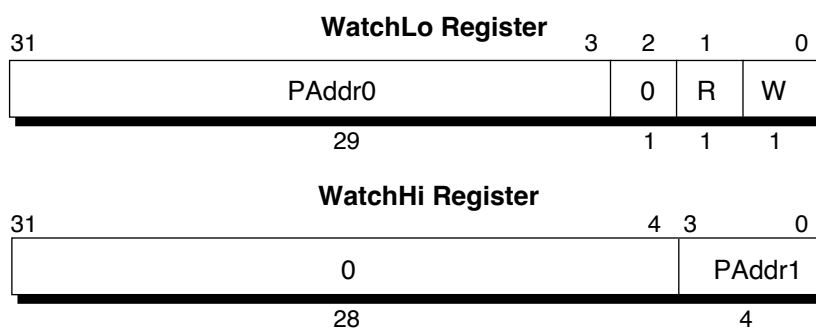 WatchLo Register
31 3 2 1 0
PAddr0 0 R W
29 1 1 1
WatchHi Register
31 4 3 0
0 PAddr1
28 4